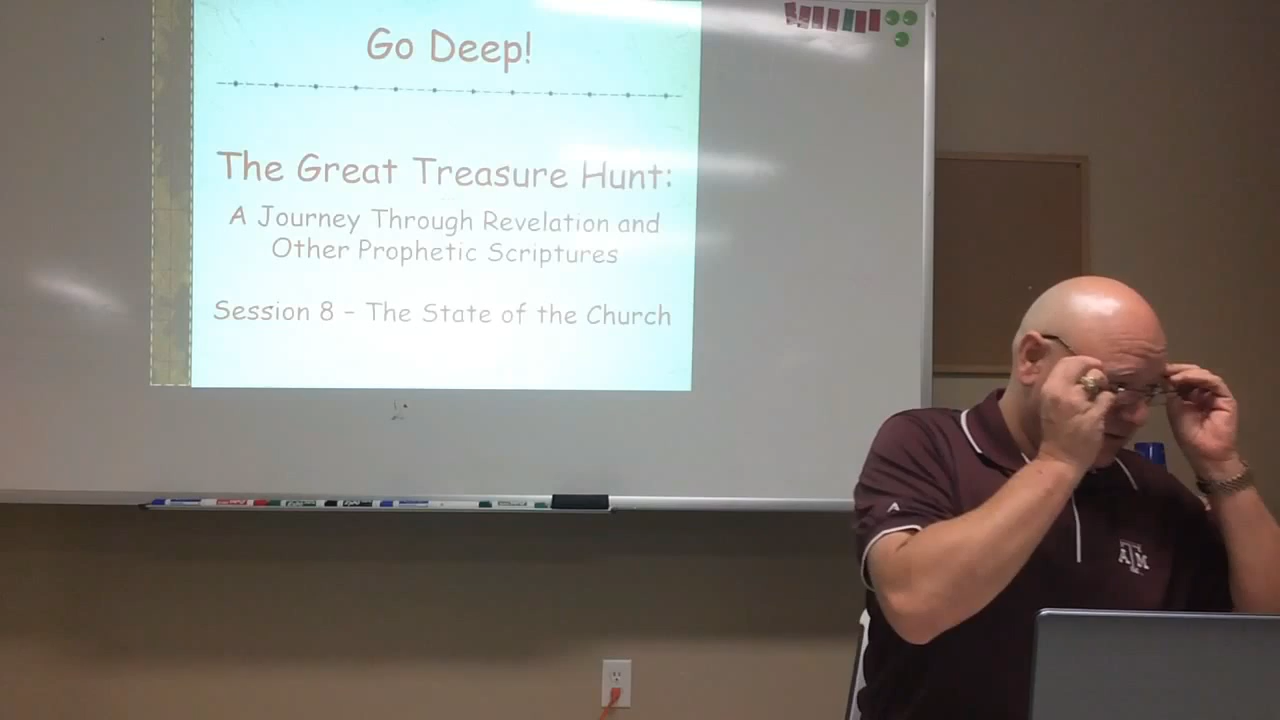 Go Deep!
The Great Treasure Hunt:
A Journey Through Revelation and
Other Prophetic Scriptures
Session 8 – The State of the Church
ATM